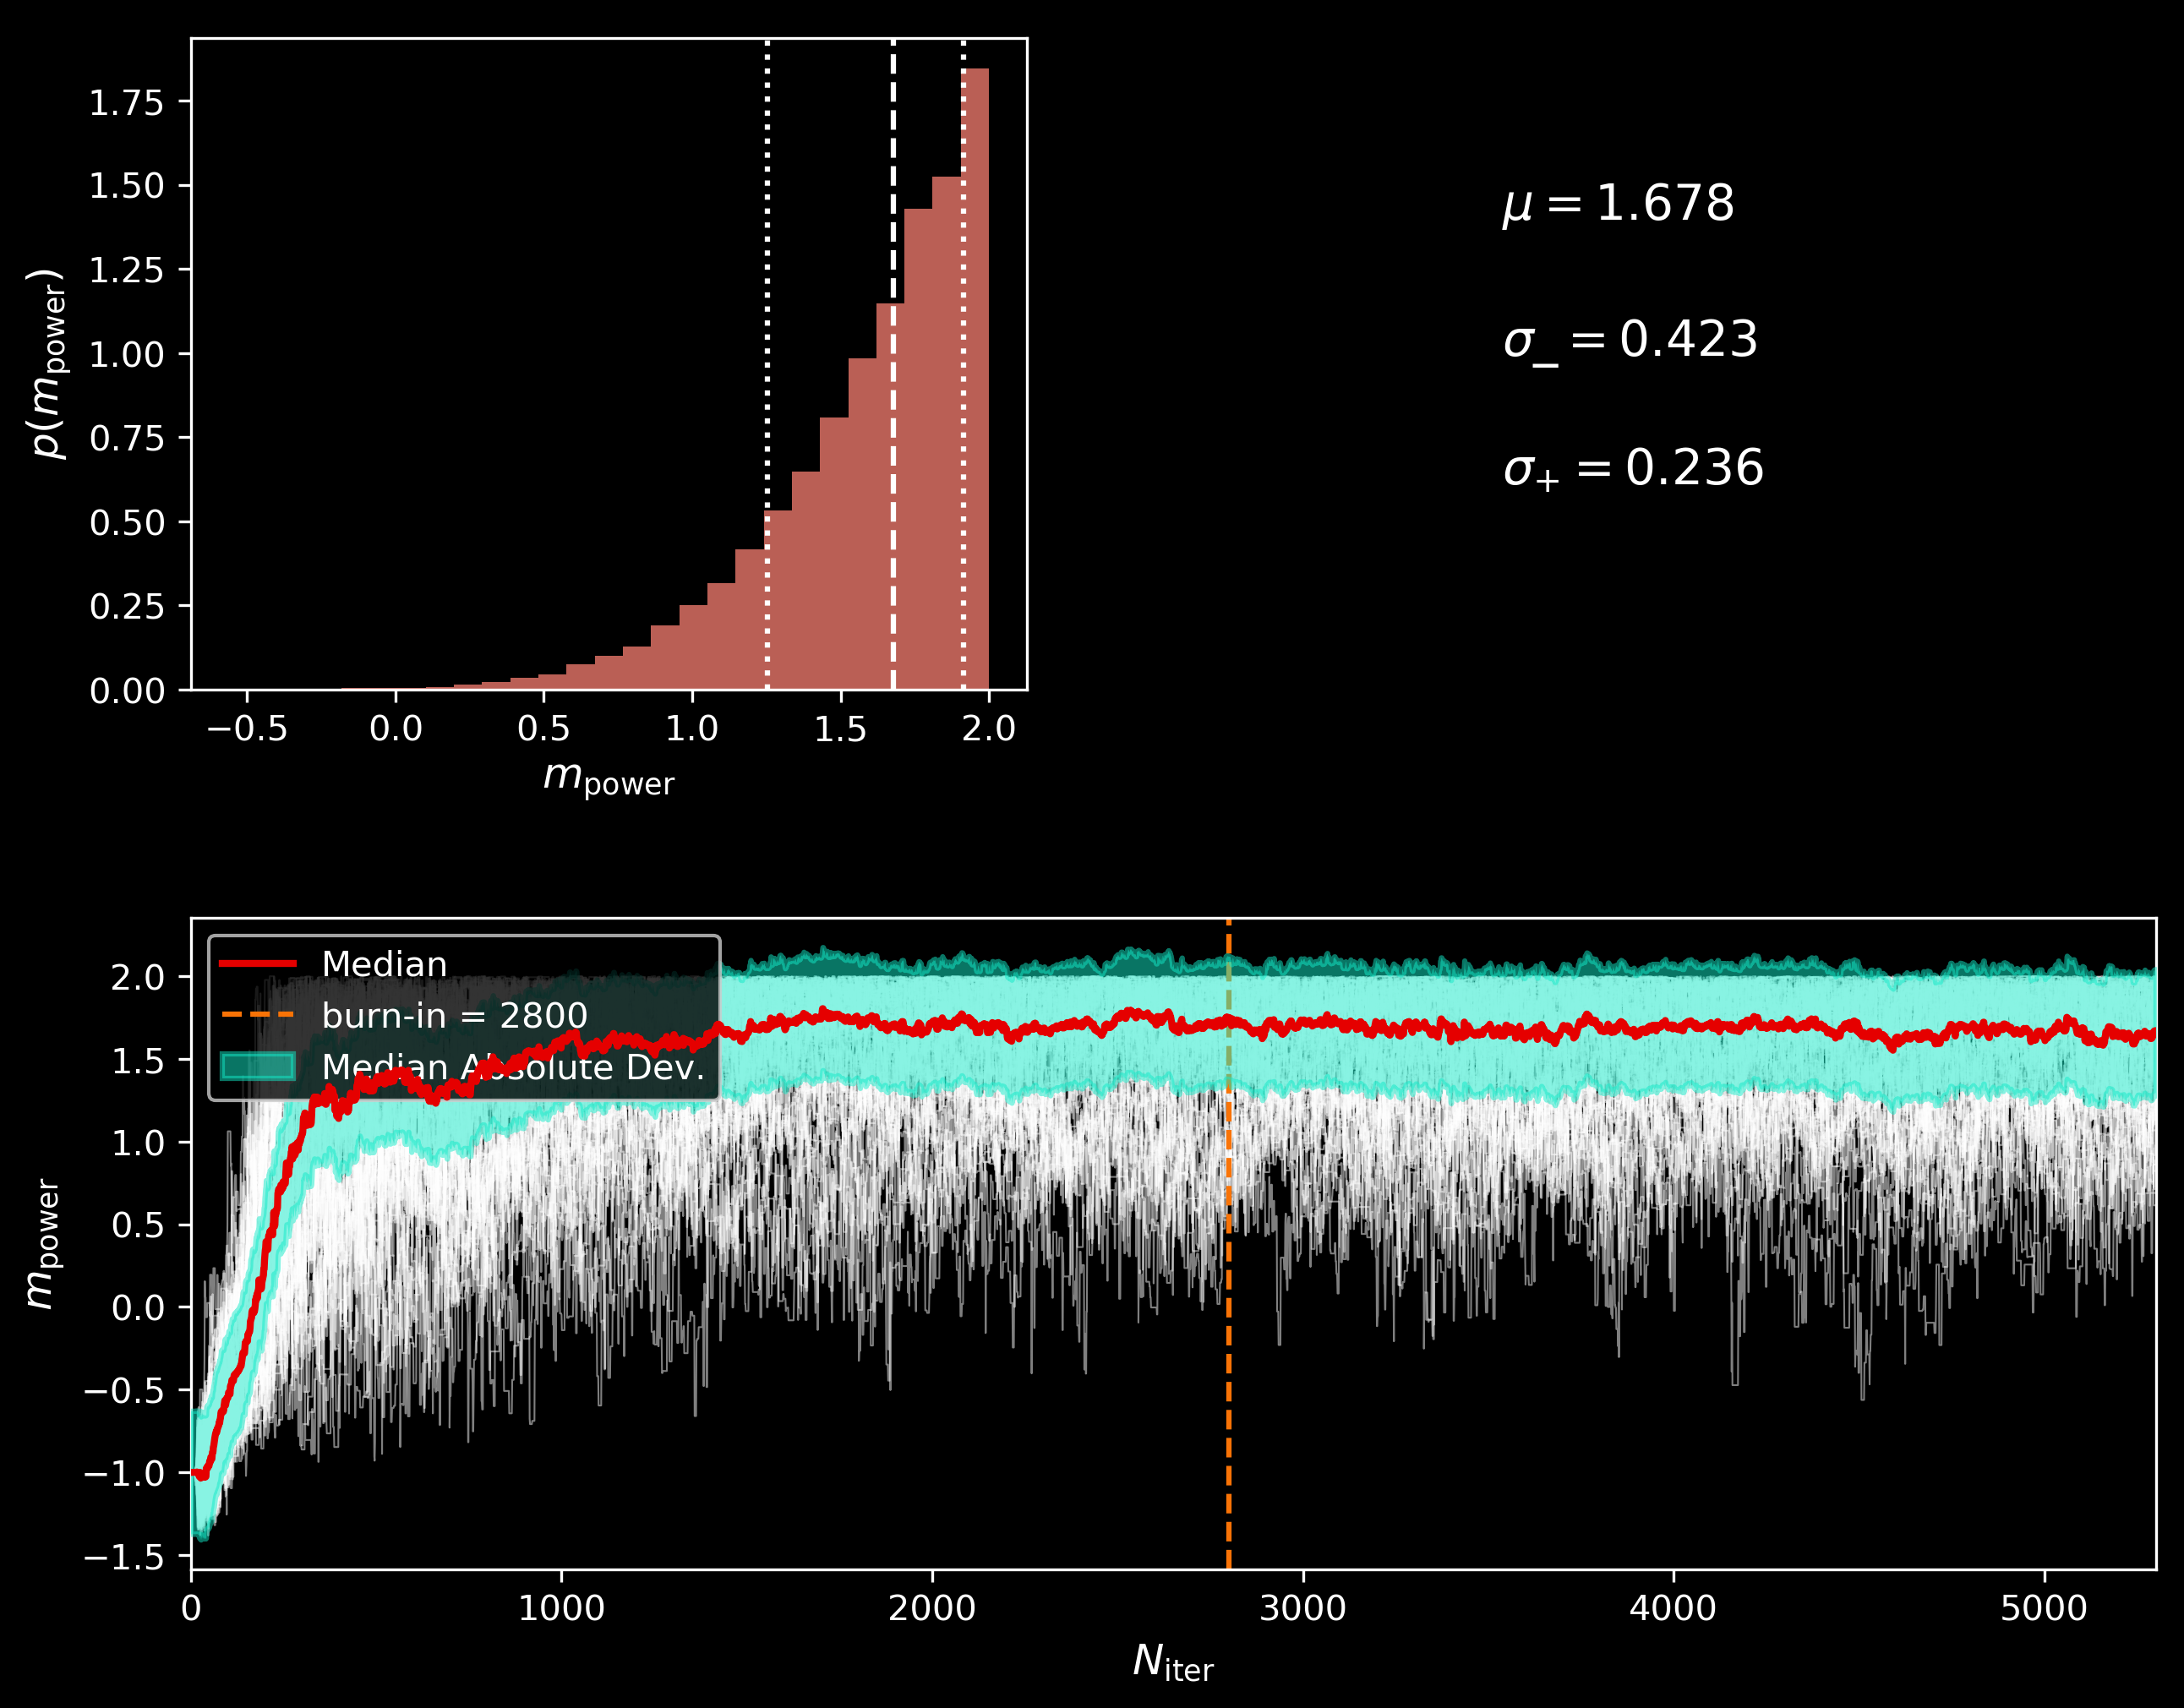 1.75
1.50
1.25
1.00
0.75
0.50
0.25
0.00
p(m_power)
−0.5 0.0 0.5 1.0 1.5 2.0
m_power
μ = 1.678
σ_− = 0.423
σ_+ = 0.236
Median
burn-in = 2800
Median Absolute Dev.
2.0
1.5
1.0
0.5
0.0
−0.5
−1.0
−1.5
m_power
0 1000 2000 3000 4000 5000
N_iter